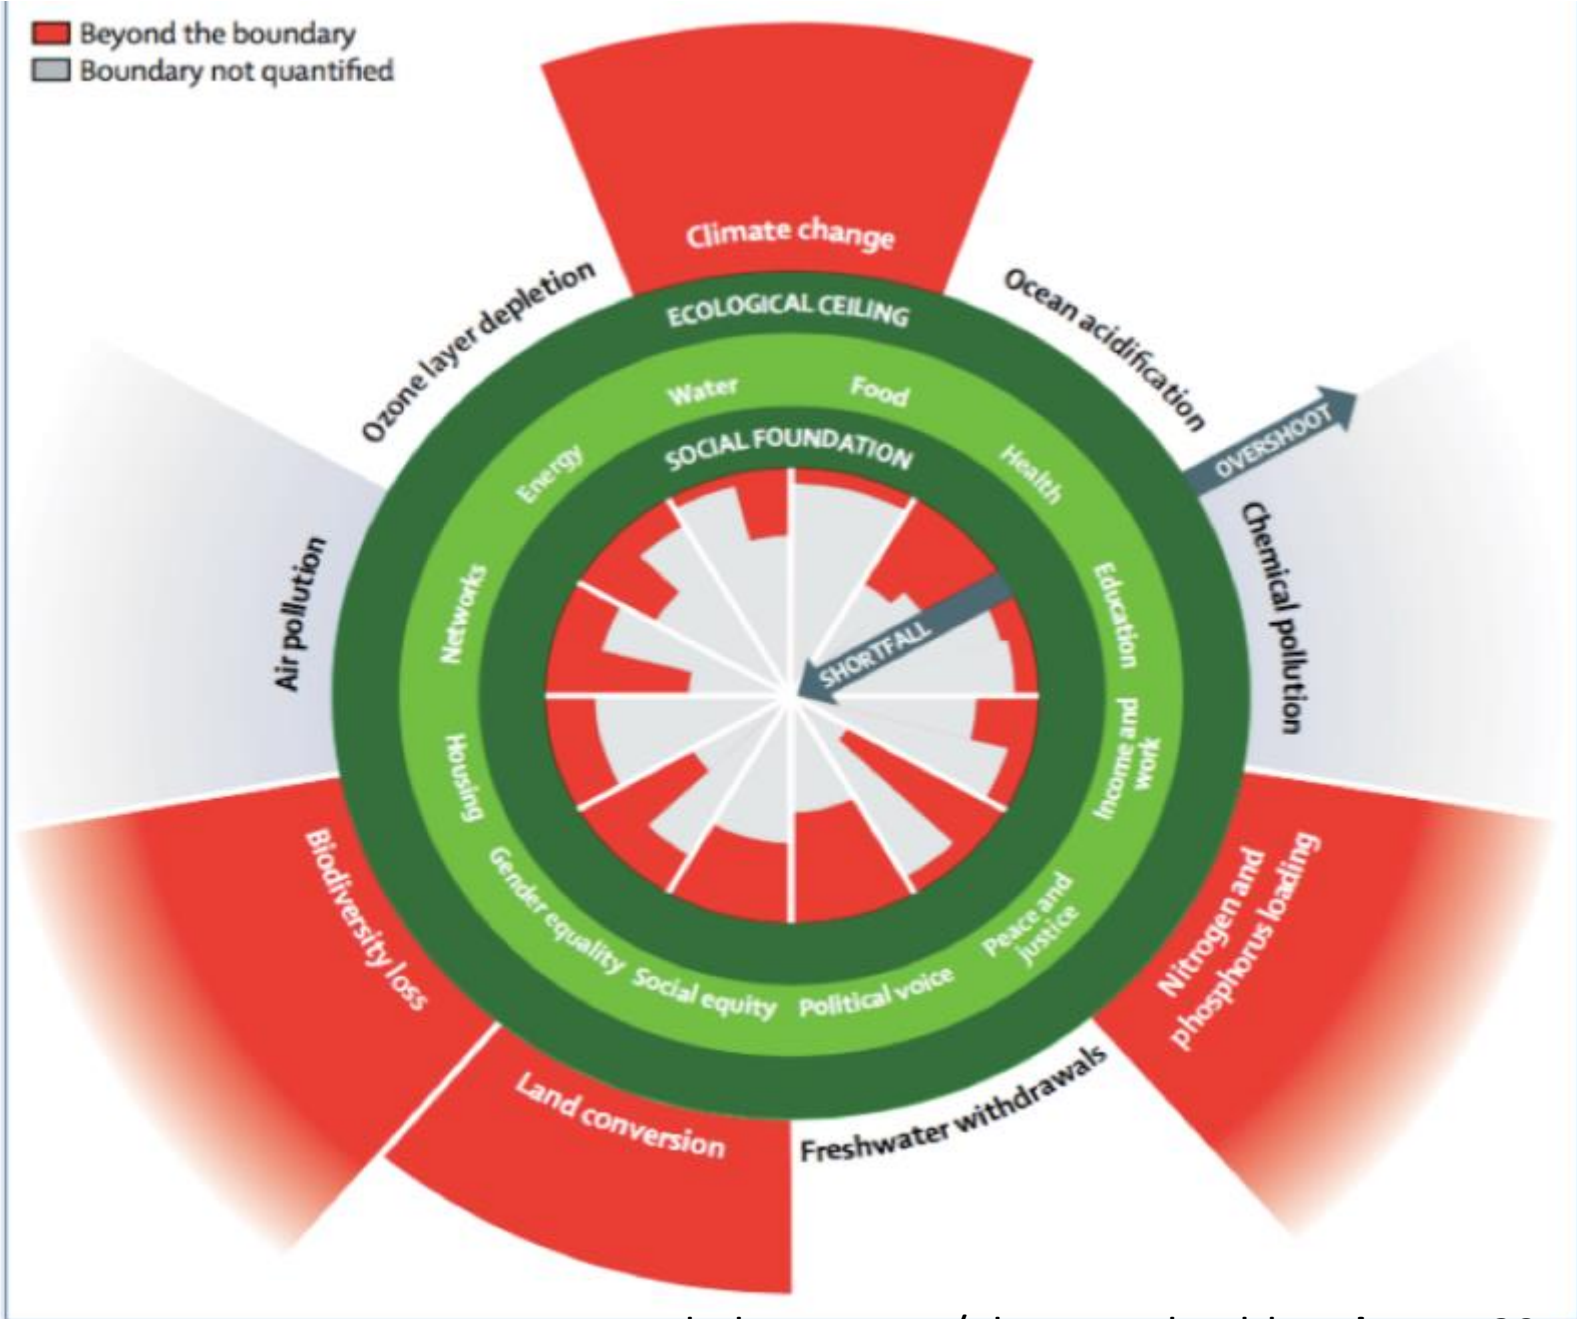 Beyond the boundary
Boundary not quantified
Climate change
Ozone layer depletion
Ocean acidification
ECOLOGICAL CEILING
Water
Food
Energy
Health
SOCIAL FOUNDATION
OVERSHOOT
Networks
Education
Air pollution
Chemical pollution
SHORTFALL
Housing
Income and
work
Biodiversity loss
Gender equality
Peace and
justice
Nitrogen and
phosphorus loading
Social equity
Political voice
Land conversion
Freshwater withdrawals